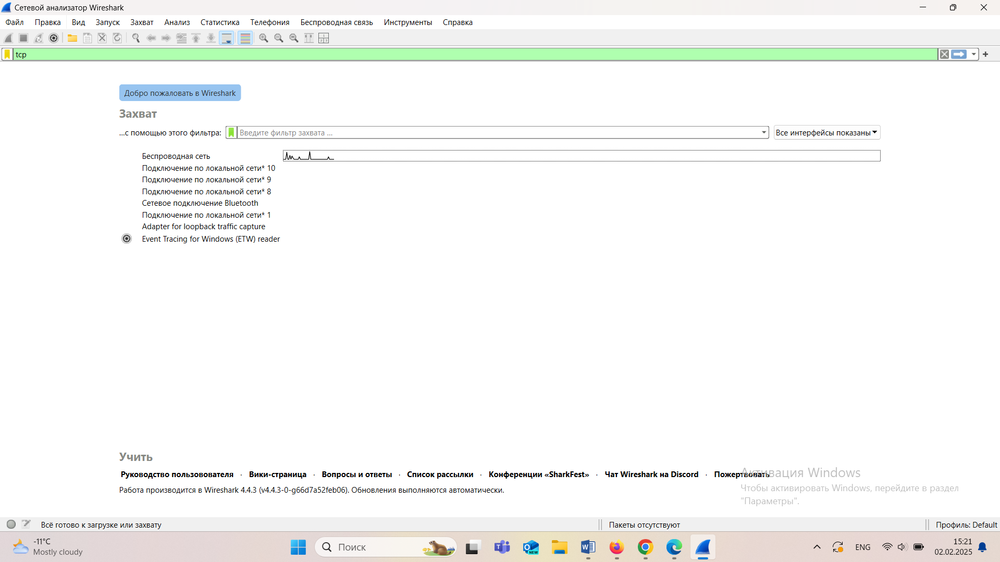 Сетевой анализатор Wireshark
Файл Правка Вид Запуск Захват Анализ Статистика Телефония Беспроводная связь Инструменты Справка
tcp
Добро пожаловать в Wireshark
Захват
...с помощью этого фильтра: Введите фильтр захвата ... Все интерфейсы показаны
Беспроводная сеть
Подключение по локальной сети* 10
Подключение по локальной сети* 9
Подключение по локальной сети* 8
Сетевое подключение Bluetooth
Подключение по локальной сети* 1
Adapter for loopback traffic capture
Event Tracing for Windows (ETW) reader
Учить
Руководство пользовователя · Вики-страница · Вопросы и ответы · Список рассылки · Конференции «SharkFest» · Чат Wireshark на Discord · Пожертвовать
Работа производится в Wireshark 4.4.3 (v4.4.3-0-g66d7a52feb06). Обновления выполняются автоматически.
Активация Windows
Чтобы активировать Windows, перейдите в раздел
"Параметры".
Всё готово к загрузке или захвату Пакеты отсутствуют Профиль: Default
-11°C
Mostly cloudy
Поиск
NEW
ENG
15:21
02.02.2025